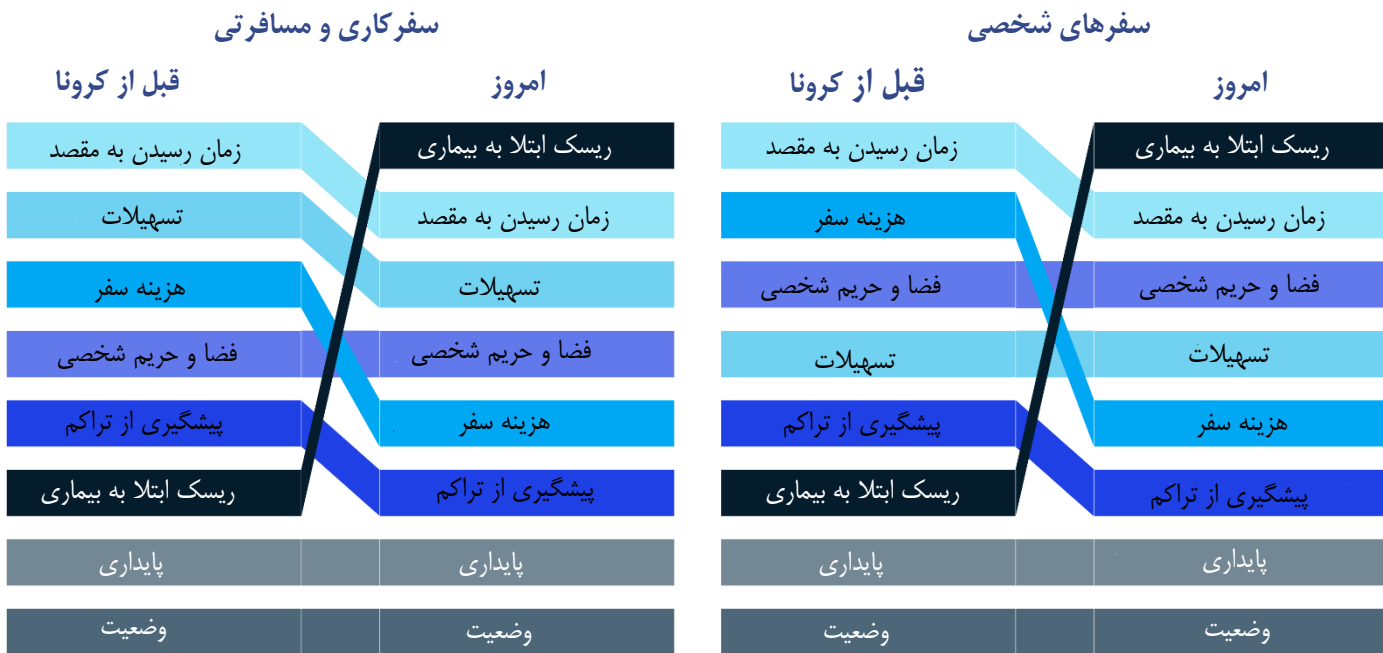 سفرهای شخصی
امروز
قبل از کرونا
ریسک ابتلا به بیماری
زمان رسیدن به مقصد
زمان رسیدن به مقصد
هزینه سفر
فضا و حریم شخصی
فضا و حریم شخصی
تسهیلات
تسهیلات
هزینه سفر
پیشگیری از تراکم
پیشگیری از تراکم
ریسک ابتلا به بیماری
پایداری
پایداری
وضعیت
وضعیت
سفرکاری و مسافرتی
امروز
قبل از کرونا
ریسک ابتلا به بیماری
زمان رسیدن به مقصد
زمان رسیدن به مقصد
تسهیلات
تسهیلات
هزینه سفر
فضا و حریم شخصی
فضا و حریم شخصی
هزینه سفر
پیشگیری از تراکم
پیشگیری از تراکم
ریسک ابتلا به بیماری
پایداری
پایداری
وضعیت
وضعیت